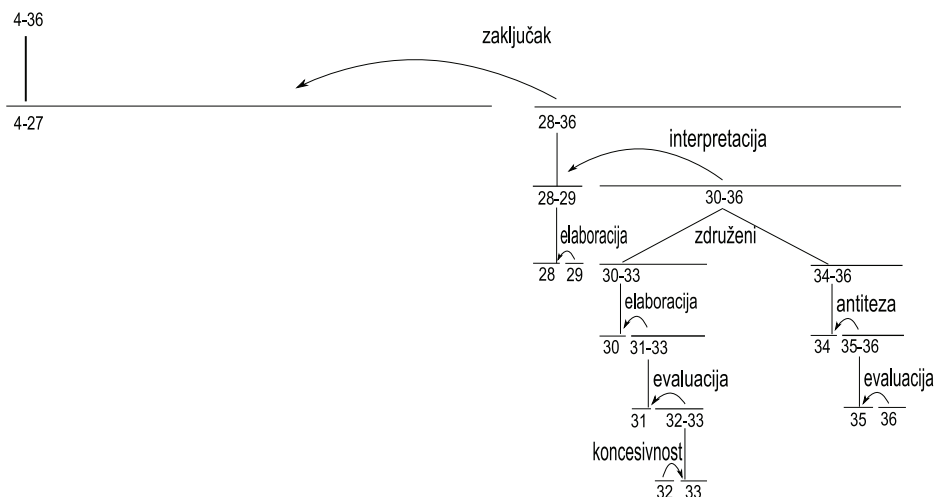 4-36
zaključak
4-27
28-36
interpretacija
28-29
30-36
elaboracija
združeni
28 29
30-33
34-36
elaboracija
antiteza
30 31-33
34 35-36
evaluacija
evaluacija
31 32-33
35 36
koncesivnost
32 33